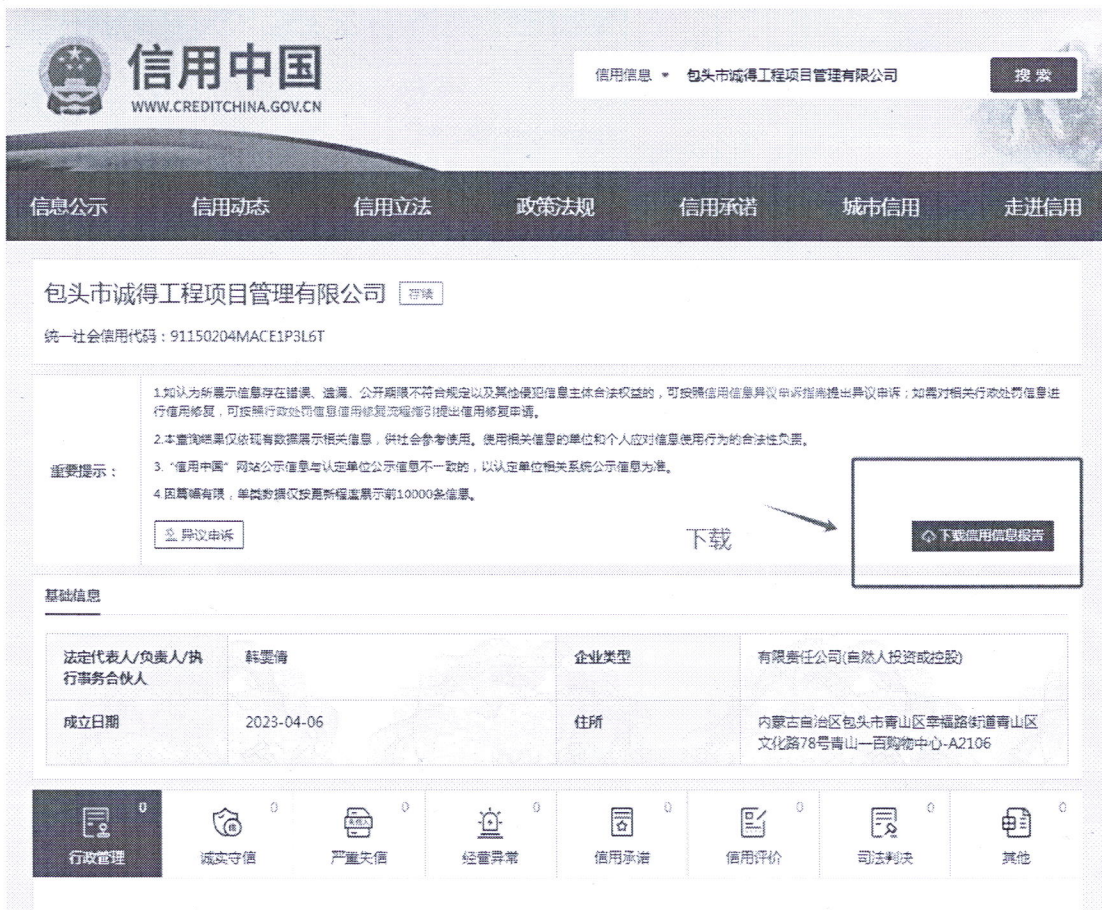 信用中国
WWW.CREDITCHINA.GOV.CN
信用信息 包头市诚得工程项目管理有限公司 搜索
信息公示 信用动态 信用立法 政策法规 信用承诺 城市信用 走进信用
包头市诚得工程项目管理有限公司 存续
统一社会信用代码：91150204MACE1P3L6T
重要提示：
1.如认为所展示信息存在错误、遗漏、公开期限不符合规定以及其他侵犯信息主体合法权益的，可按照信用信息异议申诉指南提出异议申诉；如需对相关行政处罚信息进
行信用修复，可按照行政处罚信息信用修复流程指引提出信用修复申请。
2.本查询结果仅依现有数据展示相关信息，供社会参考使用。使用相关信息的单位和个人应对信息使用行为的合法性负责。
3.“信用中国”网站公示信息与认定单位公示信息不一致的，以认定单位相关系统公示信息为准。
4.因篇幅有限，单类数据仅按更新程度展示前10000条信息。
异议申诉 下载 下载信用信息报告
基础信息
法定代表人/负责人/执 韩雯倩 企业类型 有限责任公司(自然人投资或控股)
行事务合伙人
成立日期 2023-04-06 住所 内蒙古自治区包头市青山区幸福路街道青山区
文化路78号青山一百购物中心-A2106
0 0 0 0 0 0 0 0
行政管理 诚实守信 严重失信 经营异常 信用承诺 信用评价 司法判决 其他